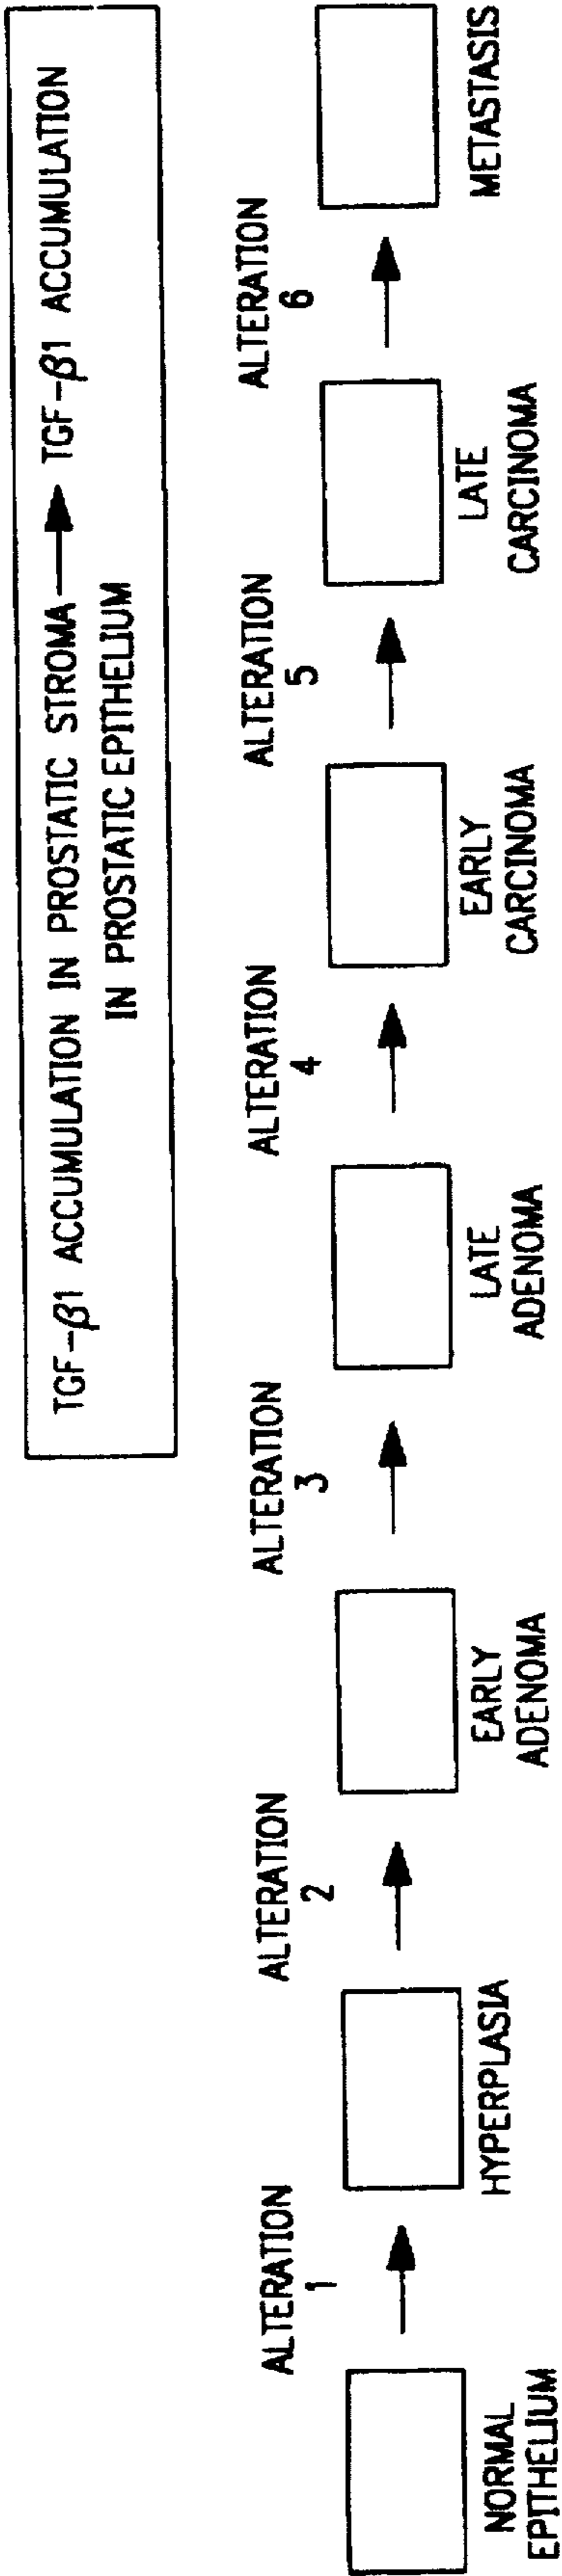 TGF-β1 ACCUMULATION IN PROSTATIC STROMA → TGF-β1 ACCUMULATION
IN PROSTATIC EPITHELIUM
ALTERATION
1
ALTERATION
2
ALTERATION
3
ALTERATION
4
ALTERATION
5
ALTERATION
6
NORMAL
EPITHELIUM
HYPERPLASIA
EARLY
ADENOMA
LATE
ADENOMA
EARLY
CARCINOMA
LATE
CARCINOMA
METASTASIS